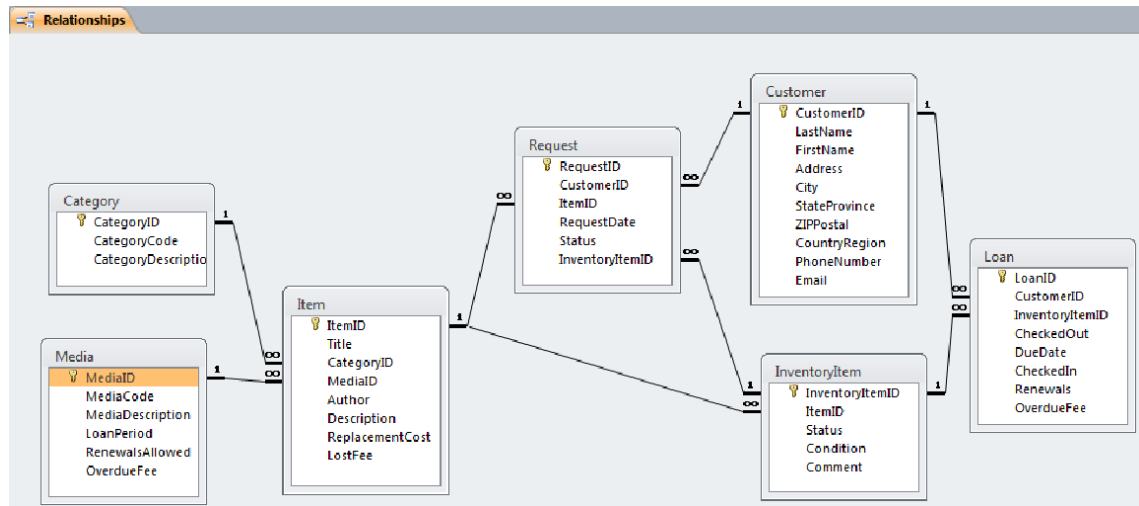 Relationships
Category
CategoryID
CategoryCode
CategoryDescriptio
Media
MediaID
MediaCode
MediaDescription
LoanPeriod
RenewalsAllowed
OverdueFee
Item
ItemID
Title
CategoryID
MediaID
Author
Description
ReplacementCost
LostFee
Request
RequestID
CustomerID
ItemID
RequestDate
Status
InventoryItemID
Customer
CustomerID
LastName
FirstName
Address
City
StateProvince
ZIPPostal
CountryRegion
PhoneNumber
Email
InventoryItem
InventoryItemID
ItemID
Status
Condition
Comment
Loan
LoanID
CustomerID
InventoryItemID
CheckedOut
DueDate
CheckedIn
Renewals
OverdueFee
1
∞
1
∞
1
∞
∞
1
∞
1
∞
1
∞
1
∞